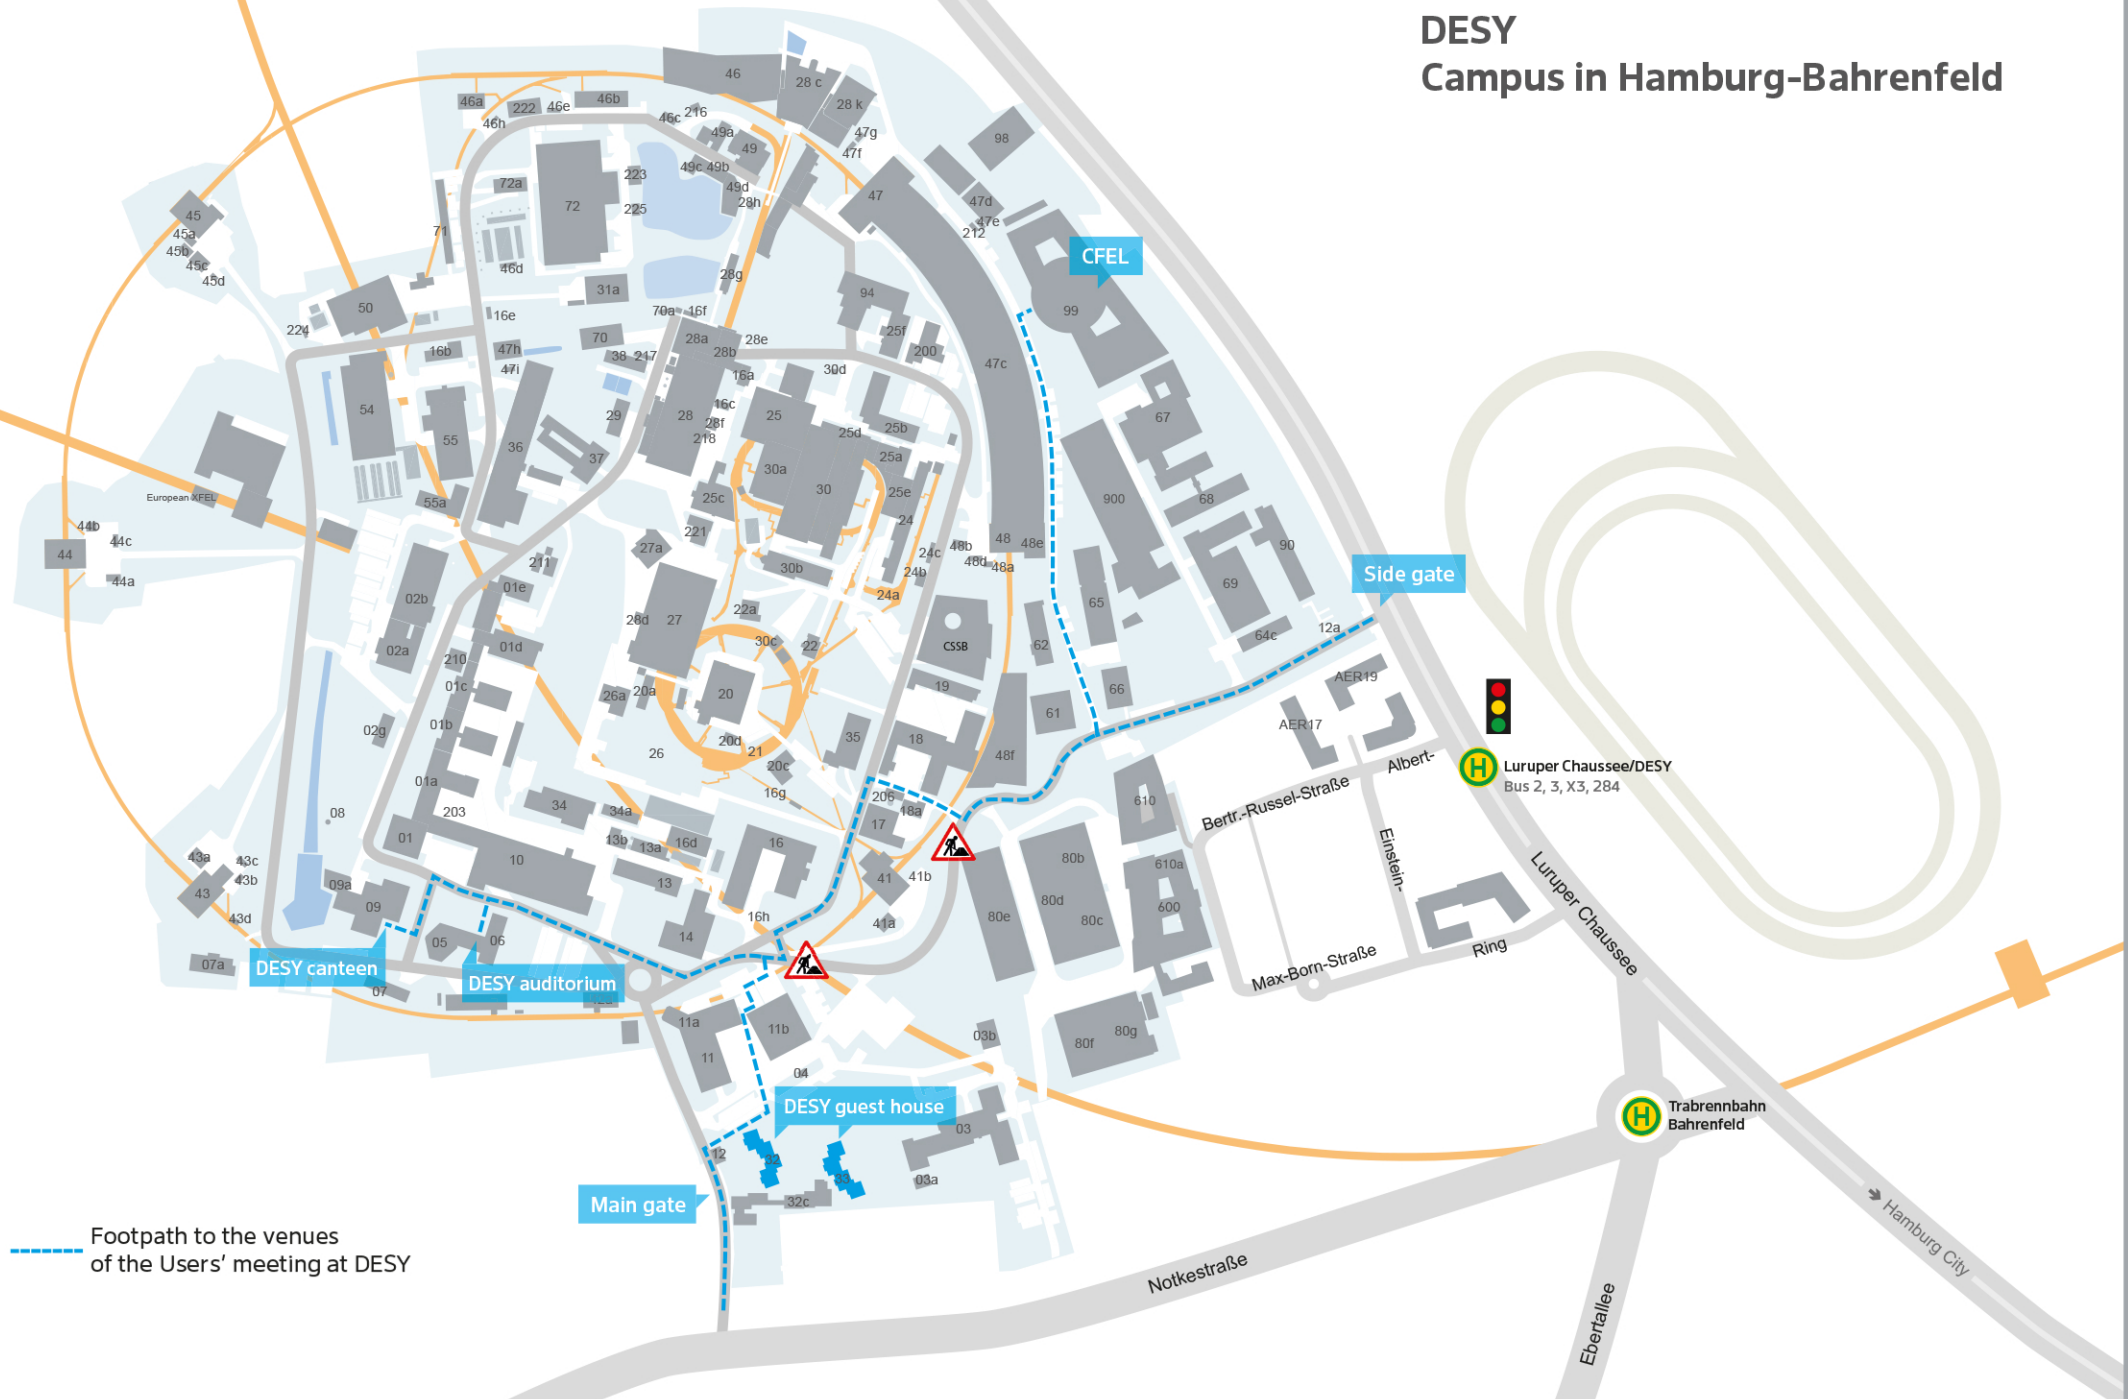 DESY
Campus in Hamburg-Bahrenfeld
46
28 c
46a
222
46e
46b
28 k
46h
46c
216
47g
49a
49
47f
98
49c
49b
72a
223
49d
28h
47
47d
47e
212
72
225
45
45a
45b
45c
45d
71
46d
CFEL
28g
31a
94
99
50
16e
70a
16f
224
25f
28a
28e
70
28b
200
16b
47h
38
217
47i
16a
30d
47c
54
29
28
16c
25
28f
218
25d
25b
67
55
36
37
30a
25a
30
25e
European XFEL
55a
25c
900
68
44b
44c
44
44a
221
24
48
48e
48b
24c
48d
48a
90
27a
211
30b
24b
Side gate
01e
02b
24a
65
69
22a
28d
27
12a
62
64c
30c
22
CSSB
01d
02a
210
01c
26a
20a
20
19
66
AER19
61
AER17
02g
01b
20d
21
35
18
48f
26
20c
Albert-
Luruper Chaussee/DESY
Bus 2, 3, X3, 284
01a
16g
206
18a
610
Bertr.-Russel-Straße
34
34a
203
08
17
01
13b
13a
16d
16
Einstein-
10
80b
610a
Luruper Chaussee
43a
43c
43b
43
09a
13
41
41b
80d
600
09
80e
80c
43d
16h
41a
05
06
14
Ring
07a
DESY canteen
DESY auditorium
Max-Born-Straße
07
11a
11b
03b
80g
80f
11
04
DESY guest house
Trabrennbahn
Bahrenfeld
03
12
32
33
03a
32c
Main gate
Hamburg City
Footpath to the venues
of the Users’ meeting at DESY
Notkestraße
Ebertallee